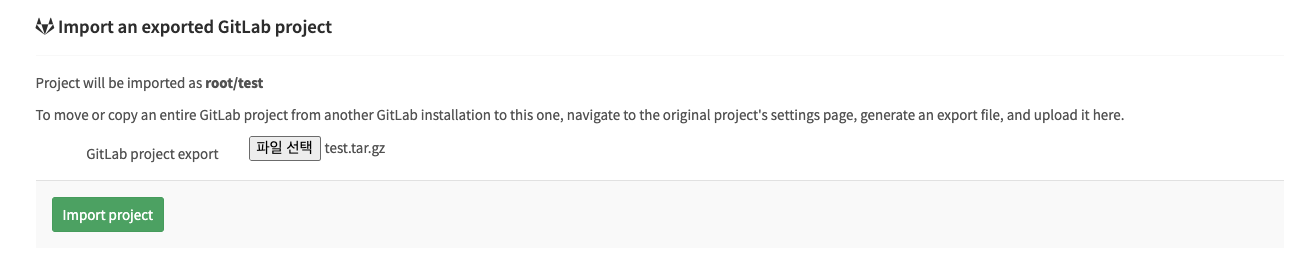 Import an exported GitLab project
Project will be imported as root/test
To move or copy an entire GitLab project from another GitLab installation to this one, navigate to the original project's settings page, generate an export file, and upload it here.
GitLab project export 파일 선택 test.tar.gz
Import project